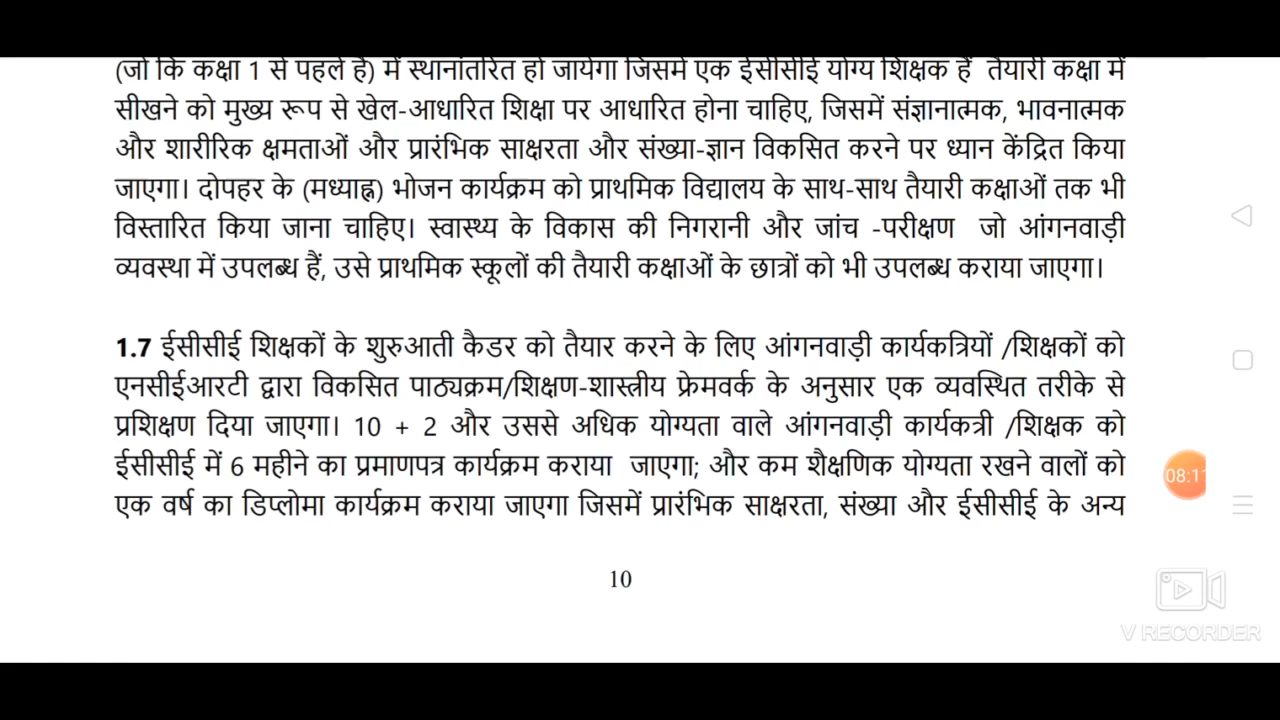 (जो कि कक्षा 1 से पहले है) में स्थानांतरित हो जायेगा जिसमें एक ईसीसीई योग्य शिक्षक हैं तैयारी कक्षा में
सीखने को मुख्य रूप से खेल-आधारित शिक्षा पर आधारित होना चाहिए, जिसमें संज्ञानात्मक, भावनात्मक
और शारीरिक क्षमताओं और प्रारंभिक साक्षरता और संख्या-ज्ञान विकसित करने पर ध्यान केंद्रित किया
जाएगा। दोपहर के (मध्याह्न) भोजन कार्यक्रम को प्राथमिक विद्यालय के साथ-साथ तैयारी कक्षाओं तक भी
विस्तारित किया जाना चाहिए। स्वास्थ्य के विकास की निगरानी और जांच -परीक्षण जो आंगनवाड़ी
व्यवस्था में उपलब्ध हैं, उसे प्राथमिक स्कूलों की तैयारी कक्षाओं के छात्रों को भी उपलब्ध कराया जाएगा।
1.7 ईसीसीई शिक्षकों के शुरुआती कैडर को तैयार करने के लिए आंगनवाड़ी कार्यकत्रियों /शिक्षकों को
एनसीईआरटी द्वारा विकसित पाठ्यक्रम/शिक्षण-शास्त्रीय फ्रेमवर्क के अनुसार एक व्यवस्थित तरीके से
प्रशिक्षण दिया जाएगा। 10 + 2 और उससे अधिक योग्यता वाले आंगनवाड़ी कार्यकत्री /शिक्षक को
ईसीसीई में 6 महीने का प्रमाणपत्र कार्यक्रम कराया जाएगा; और कम शैक्षणिक योग्यता रखने वालों को
08:11
एक वर्ष का डिप्लोमा कार्यक्रम कराया जाएगा जिसमें प्रारंभिक साक्षरता, संख्या और ईसीसीई के अन्य
10
V RECORDER